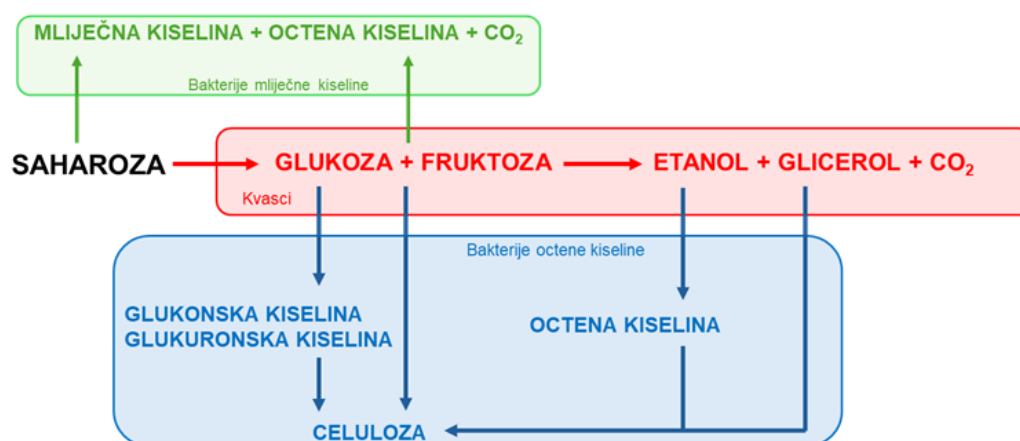 MLIJEČNA KISELINA + OCTENA KISELINA + CO₂
Bakterije mliječne kiseline
SAHAROZA
GLUKOZA + FRUKTOZA
ETANOL + GLICEROL + CO₂
Kvasci
Bakterije octene kiseline
GLUKONSKA KISELINA
GLUKURONSKA KISELINA
OCTENA KISELINA
CELULOZA